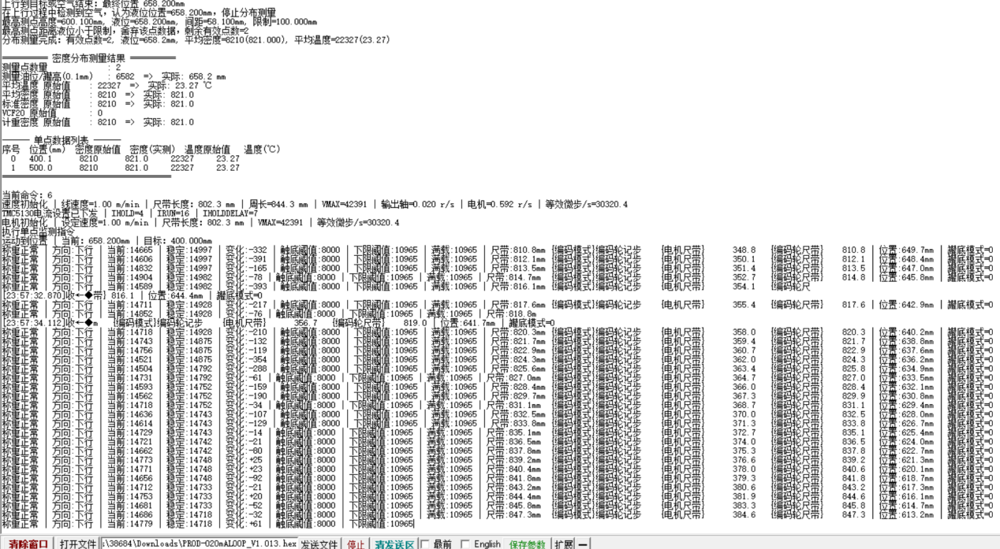 上行到目标或空气结束：最终位置 658.200mm
在上行过程中检测到空气，认为液位位置=658.200mm，停止分布测量
最高测点高度=600.100mm, 液位=658.200mm, 间距=58.100mm, 限制=100.000mm
最高测点距离液位小于限制，舍弃该点数据，剩余有效点数=2
分布测量完成：有效点数=2, 液位=658.2mm, 平均密度=8210(821.000), 平均温度=22327(23.27)
═══════ 密度分布测量结果 ═══════
测量点数量 : 2
测量油位/罐高(0.1mm) : 6582 => 实际: 658.2 mm
平均温度 原始值 : 22327 => 实际: 23.27 ℃
平均密度 原始值 : 8210 => 实际: 821.0
标准密度 原始值 : 8210 => 实际: 821.0
VCF20 原始值 : 0
计重密度 原始值 : 8210 => 实际: 821.0
───── 单点数据列表 ─────
序号 位置(mm) 密度原始值 密度(实测) 温度原始值 温度(℃)
0 400.1 8210 821.0 22327 23.27
1 500.0 8210 821.0 22327 23.27
当前命令: 6
速度初始化 | 线速度=1.00 m/min | 尺带长度: 802.3 mm | 周长=844.3 mm | VMAX=42391 | 输出轴=0.020 r/s | 电机=0.592 r/s | 等效微步/s=30320.4
TMC5130电流设置已下发 | IHOLD=4 | IRUN=16 | IHOLDDELAY=7
电机初始化 | 设定速度=1.00 m/min | 尺带长度: 802.3 mm | VMAX=42391 | 等效微步/s=30320.4
执行单点监测指令
运动到位置 | 当前: 658.200mm | 目标: 400.000mm
称重正常 | 方向:下行 | 当前:14665 | 稳定:14997 | 变化:-332 | 触底阈值:8000 | 下限阈值:10965 | 满载:10965 | 尺带:810.8mm {编码模式}编码轮记步 {电机尺带} 348.8 {编码轮尺带} 810.8 | 位置:649.7mm | 罐底模式=0
称重正常 | 方向:下行 | 当前:14606 | 稳定:14997 | 变化:-391 | 触底阈值:8000 | 下限阈值:10965 | 满载:10965 | 尺带:812.1mm {编码模式}编码轮记步 {电机尺带} 350.1 {编码轮尺带} 812.1 | 位置:648.4mm | 罐底模式=0
称重正常 | 方向:下行 | 当前:14832 | 稳定:14997 | 变化:-165 | 触底阈值:8000 | 下限阈值:10965 | 满载:10965 | 尺带:813.5mm {编码模式}编码轮记步 {电机尺带} 351.4 {编码轮尺带} 813.5 | 位置:647.0mm | 罐底模式=0
称重正常 | 方向:下行 | 当前:14904 | 稳定:14982 | 变化:-78 | 触底阈值:8000 | 下限阈值:10965 | 满载:10965 | 尺带:814.7mm {编码模式}编码轮记步 {电机尺带} 352.7 {编码轮尺带} 814.8 | 位置:645.8mm | 罐底模式=0
称重正常 | 方向:下行 | 当前:14589 | 稳定:14982 | 变化:-393 | 触底阈值:8000 | 下限阈值:10965 | 满载:10965 | 尺带:816.1mm {编码模式}编码轮记步 {电机尺带} 354.1 {编码轮尺
[23:57:32.870]收←◆带} 816.1 | 位置:644.4mm | 罐底模式=0
称重正常 | 方向:下行 | 当前:14711 | 稳定:14928 | 变化:-217 | 触底阈值:8000 | 下限阈值:10965 | 满载:10965 | 尺带:817.6mm {编码模式}编码轮记步 {电机尺带} 355.4 {编码轮尺带} 817.6 | 位置:642.9mm | 罐底模式=0
称重正常 | 方向:下行 | 当前:14852 | 稳定:14928 | 变化:-76 | 触底阈值:8000 | 下限阈值:10965 | 满载:10965 | 尺带:818.8m
[23:57:34.112]收←◆m {编码模式}编码轮记步 {电机尺带} 356.7 {编码轮尺带} 819.0 | 位置:641.7mm | 罐底模式=0
称重正常 | 方向:下行 | 当前:14718 | 稳定:14928 | 变化:-210 | 触底阈值:8000 | 下限阈值:10965 | 满载:10965 | 尺带:820.3mm {编码模式}编码轮记步 {电机尺带} 358.0 {编码轮尺带} 820.3 | 位置:640.2mm | 罐底模式=0
称重正常 | 方向:下行 | 当前:14743 | 稳定:14875 | 变化:-132 | 触底阈值:8000 | 下限阈值:10965 | 满载:10965 | 尺带:821.7mm {编码模式}编码轮记步 {电机尺带} 359.4 {编码轮尺带} 821.7 | 位置:638.8mm | 罐底模式=0
称重正常 | 方向:下行 | 当前:14756 | 稳定:14875 | 变化:-119 | 触底阈值:8000 | 下限阈值:10965 | 满载:10965 | 尺带:822.9mm {编码模式}编码轮记步 {电机尺带} 360.7 {编码轮尺带} 822.9 | 位置:637.6mm | 罐底模式=0
称重正常 | 方向:下行 | 当前:14521 | 稳定:14875 | 变化:-354 | 触底阈值:8000 | 下限阈值:10965 | 满载:10965 | 尺带:824.3mm {编码模式}编码轮记步 {电机尺带} 362.0 {编码轮尺带} 824.3 | 位置:636.2mm | 罐底模式=0
称重正常 | 方向:下行 | 当前:14504 | 稳定:14792 | 变化:-288 | 触底阈值:8000 | 下限阈值:10965 | 满载:10965 | 尺带:825.6mm {编码模式}编码轮记步 {电机尺带} 363.4 {编码轮尺带} 825.8 | 位置:634.9mm | 罐底模式=0
称重正常 | 方向:下行 | 当前:14731 | 稳定:14792 | 变化:-61 | 触底阈值:8000 | 下限阈值:10965 | 满载:10965 | 尺带:827.0mm {编码模式}编码轮记步 {电机尺带} 364.7 {编码轮尺带} 827.0 | 位置:633.5mm | 罐底模式=0
称重正常 | 方向:下行 | 当前:14593 | 稳定:14752 | 变化:-159 | 触底阈值:8000 | 下限阈值:10965 | 满载:10965 | 尺带:828.4mm {编码模式}编码轮记步 {电机尺带} 366.0 {编码轮尺带} 828.4 | 位置:632.1mm | 罐底模式=0
称重正常 | 方向:下行 | 当前:14562 | 稳定:14752 | 变化:-190 | 触底阈值:8000 | 下限阈值:10965 | 满载:10965 | 尺带:829.7mm {编码模式}编码轮记步 {电机尺带} 367.3 {编码轮尺带} 829.9 | 位置:630.8mm | 罐底模式=0
称重正常 | 方向:下行 | 当前:14718 | 稳定:14752 | 变化:-34 | 触底阈值:8000 | 下限阈值:10965 | 满载:10965 | 尺带:831.1mm {编码模式}编码轮记步 {电机尺带} 368.7 {编码轮尺带} 831.1 | 位置:629.4mm | 罐底模式=0
称重正常 | 方向:下行 | 当前:14636 | 稳定:14743 | 变化:-107 | 触底阈值:8000 | 下限阈值:10965 | 满载:10965 | 尺带:832.5mm {编码模式}编码轮记步 {电机尺带} 370.0 {编码轮尺带} 832.5 | 位置:628.0mm | 罐底模式=0
称重正常 | 方向:下行 | 当前:14614 | 稳定:14743 | 变化:-129 | 触底阈值:8000 | 下限阈值:10965 | 满载:10965 | 尺带:833.8mm {编码模式}编码轮记步 {电机尺带} 371.3 {编码轮尺带} 833.8 | 位置:626.7mm | 罐底模式=0
称重正常 | 方向:下行 | 当前:14729 | 稳定:14743 | 变化:-14 | 触底阈值:8000 | 下限阈值:10965 | 满载:10965 | 尺带:835.1mm {编码模式}编码轮记步 {电机尺带} 372.7 {编码轮尺带} 835.1 | 位置:625.4mm | 罐底模式=0
称重正常 | 方向:下行 | 当前:14721 | 稳定:14742 | 变化:-21 | 触底阈值:8000 | 下限阈值:10965 | 满载:10965 | 尺带:836.5mm {编码模式}编码轮记步 {电机尺带} 374.0 {编码轮尺带} 836.5 | 位置:624.0mm | 罐底模式=0
称重正常 | 方向:下行 | 当前:14662 | 稳定:14742 | 变化:-80 | 触底阈值:8000 | 下限阈值:10965 | 满载:10965 | 尺带:837.8mm {编码模式}编码轮记步 {电机尺带} 375.3 {编码轮尺带} 837.8 | 位置:622.7mm | 罐底模式=0
称重正常 | 方向:下行 | 当前:14773 | 稳定:14748 | 变化:+25 | 触底阈值:8000 | 下限阈值:10965 | 满载:10965 | 尺带:839.2mm {编码模式}编码轮记步 {电机尺带} 376.6 {编码轮尺带} 839.2 | 位置:621.3mm | 罐底模式=0
称重正常 | 方向:下行 | 当前:14771 | 稳定:14748 | 变化:+23 | 触底阈值:8000 | 下限阈值:10965 | 满载:10965 | 尺带:840.4mm {编码模式}编码轮记步 {电机尺带} 378.0 {编码轮尺带} 840.6 | 位置:620.1mm | 罐底模式=0
称重正常 | 方向:下行 | 当前:14656 | 稳定:14748 | 变化:-92 | 触底阈值:8000 | 下限阈值:10965 | 满载:10965 | 尺带:841.8mm {编码模式}编码轮记步 {电机尺带} 379.3 {编码轮尺带} 841.8 | 位置:618.7mm | 罐底模式=0
称重正常 | 方向:下行 | 当前:14712 | 稳定:14733 | 变化:-21 | 触底阈值:8000 | 下限阈值:10965 | 满载:10965 | 尺带:843.2mm {编码模式}编码轮记步 {电机尺带} 380.6 {编码轮尺带} 843.2 | 位置:617.3mm | 罐底模式=0
称重正常 | 方向:下行 | 当前:14753 | 稳定:14733 | 变化:+20 | 触底阈值:8000 | 下限阈值:10965 | 满载:10965 | 尺带:844.4mm {编码模式}编码轮记步 {电机尺带} 381.9 {编码轮尺带} 844.6 | 位置:616.1mm | 罐底模式=0
称重正常 | 方向:下行 | 当前:14681 | 稳定:14733 | 变化:-52 | 触底阈值:8000 | 下限阈值:10965 | 满载:10965 | 尺带:845.8mm {编码模式}编码轮记步 {电机尺带} 383.3 {编码轮尺带} 845.8 | 位置:614.7mm | 罐底模式=0
称重正常 | 方向:下行 | 当前:14686 | 稳定:14718 | 变化:-32 | 触底阈值:8000 | 下限阈值:10965 | 满载:10965 | 尺带:847.3mm {编码模式}编码轮记步 {电机尺带} 384.6 {编码轮尺带} 847.3 | 位置:613.2mm | 罐底模式=0
称重正常 | 方向:下行 | 当前:14779 | 稳定:14718 | 变化:+61 | 触底阈值:8000 | 下限阈值:10965
清除窗口 打开文件 :\38684\Downloads\PROD-020mALOOP_V1.013.hex 发送文件 停止 清发送区 最前 English 保存参数 扩展 —